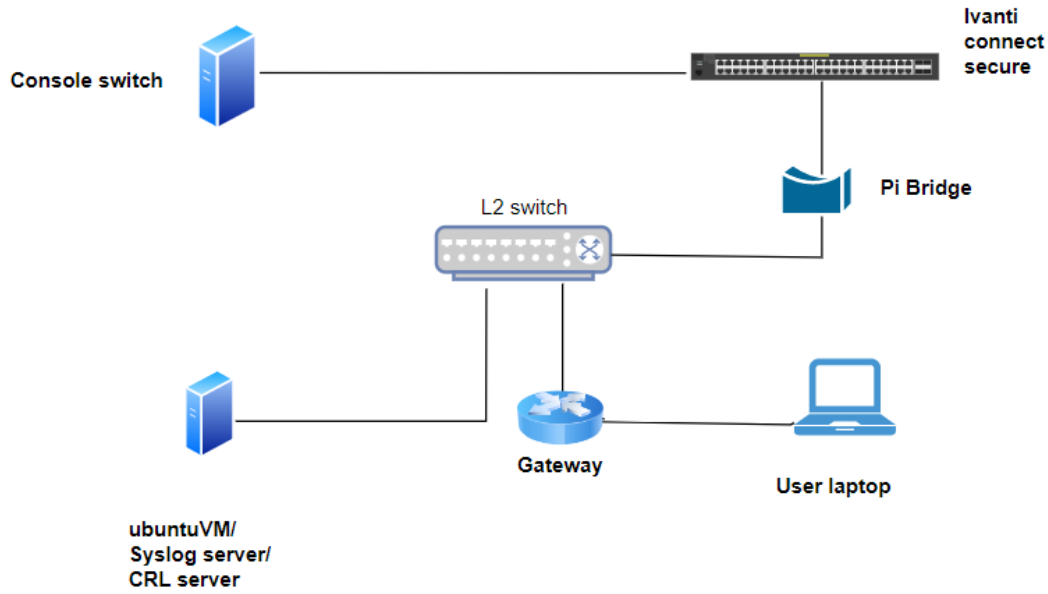 Ivanti
connect
secure
Console switch
Pi Bridge
L2 switch
Gateway
User laptop
ubuntuVM/
Syslog server/
CRL server